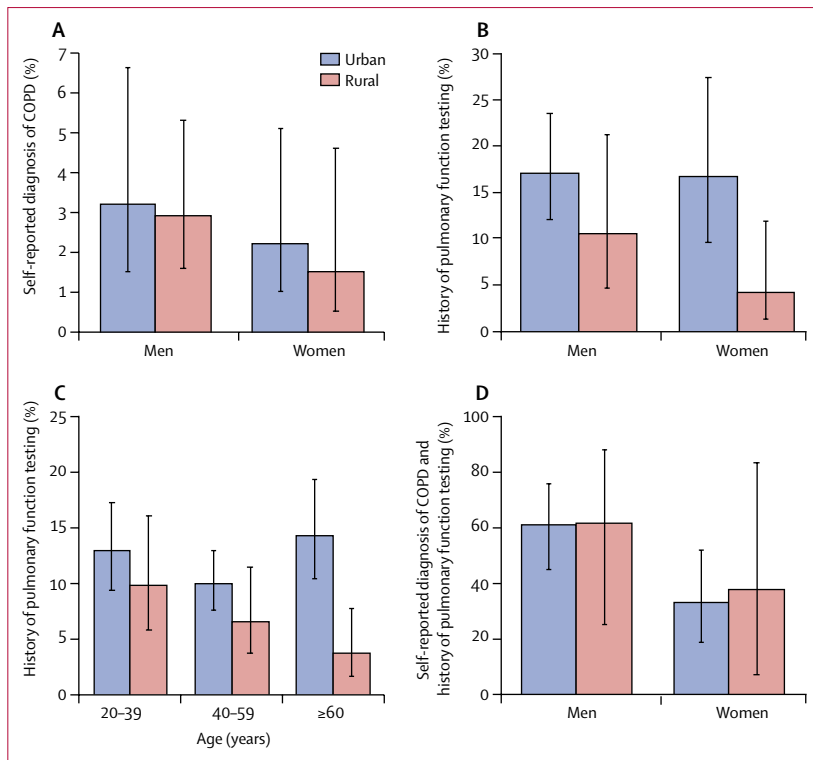 A
Self-reported diagnosis of COPD (%)
7
6
5
4
3
2
1
0
Men
Women
Urban
Rural
B
History of pulmonary function testing (%)
30
25
20
15
10
5
0
Men
Women
C
History of pulmonary function testing (%)
25
20
15
10
5
0
20–39
40–59
≥60
Age (years)
D
Self-reported diagnosis of COPD and
history of pulmonary function testing (%)
100
80
60
40
20
0
Men
Women